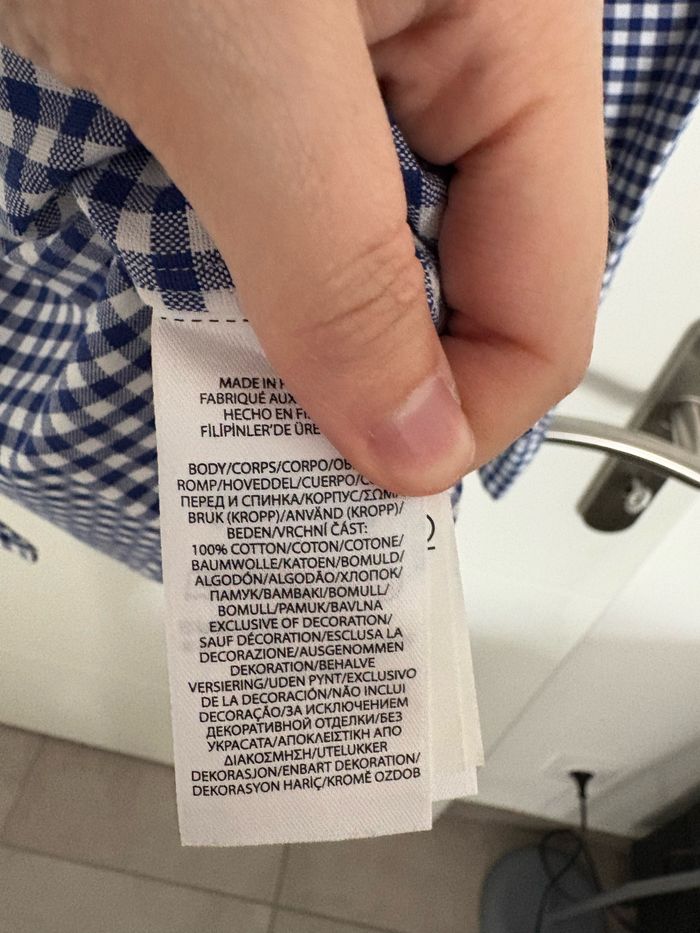 MADE IN
FABRIQUÉ AUX
HECHO EN
FİLİPİNLER'DE
BODY/CORPS/CORPO/
ROMP/HOVEDDEL/CUERPO/
ПЕРЕД И СПИНКА/КОРПУС/ΣΩΜΑ
BRUK (KROPP)/ANVÄND (KROPP)/
BEDEN/VRCHNÍ ČÁST:
100% COTTON/COTON/COTONE/
BAUMWOLLE/KATOEN/BOMULD/
ALGODÓN/ALGODÃO/ХЛОПОК/
ПАМУК/ΒΑΜΒΑΚΙ/BOMULL/
BOMULL/PAMUK/BAVLNA
EXCLUSIVE OF DECORATION/
SAUF DÉCORATION/ESCLUSA LA
DECORAZIONE/AUSGENOMMEN
DEKORATION/BEHALVE
VERSIERING/UDEN PYNT/EXCLUSIVO
DE LA DECORACIÓN/NÃO INCLUI
DECORAÇÃO/ЗА ИСКЛЮЧЕНИЕМ
ДЕКОРАТИВНОЙ ОТДЕЛКИ/БЕЗ
УКРАСАТА/ΑΠΟΚΛΕΙΣΤΙΚΗ ΑΠΟ
ΔΙΑΚΟΣΜΗΣΗ/UTELUKKER
DEKORASJON/ENBART DEKORATION/
DEKORASYON HARİÇ/KROMĚ OZDOB